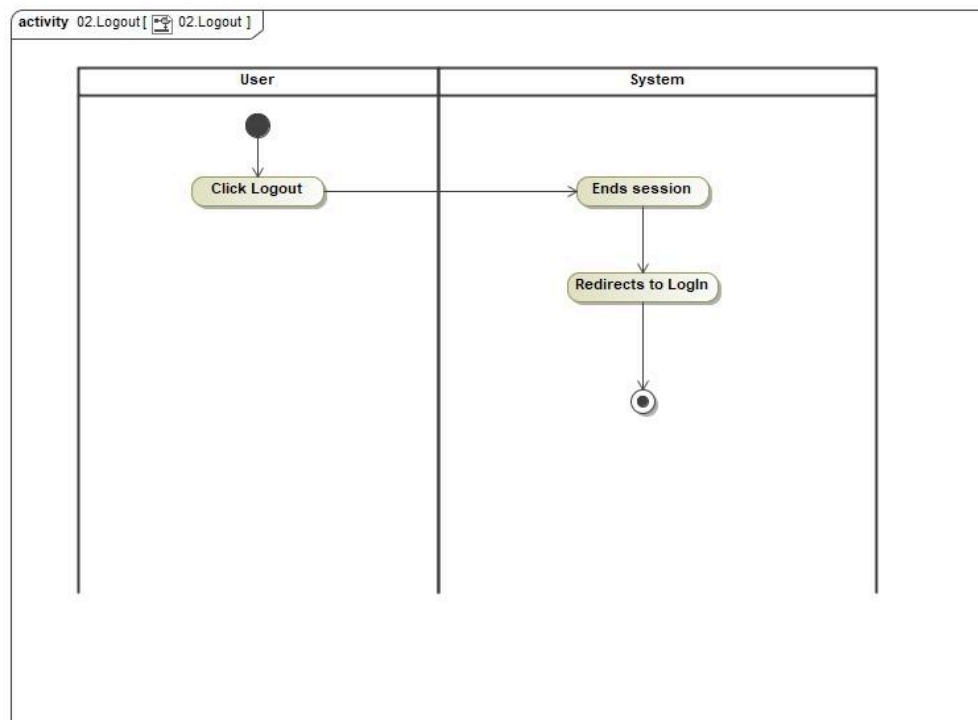 activity 02.Logout [ 02.Logout ]
User
System
Click Logout
Ends session
Redirects to LogIn